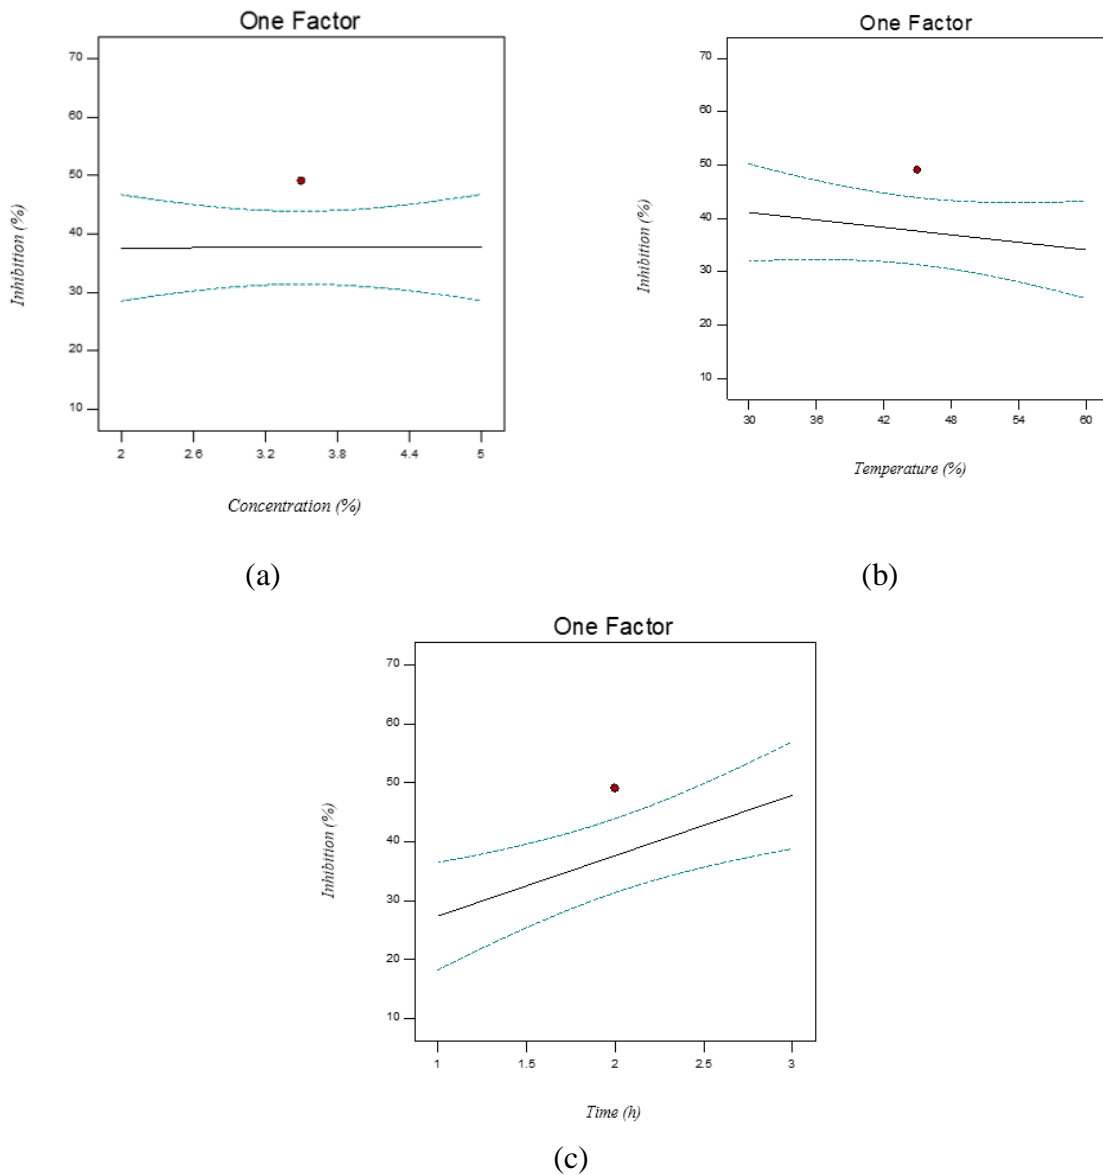 One Factor
70
60
50
40
30
20
10
Inhibition (%)
2 2.6 3.2 3.8 4.4 5
Concentration (%)
(a)
One Factor
70
60
50
40
30
20
10
Inhibition (%)
30 36 42 48 54 60
Temperature (%)
(b)
One Factor
70
60
50
40
30
20
10
Inhibition (%)
1 1.5 2 2.5 3
Time (h)
(c)